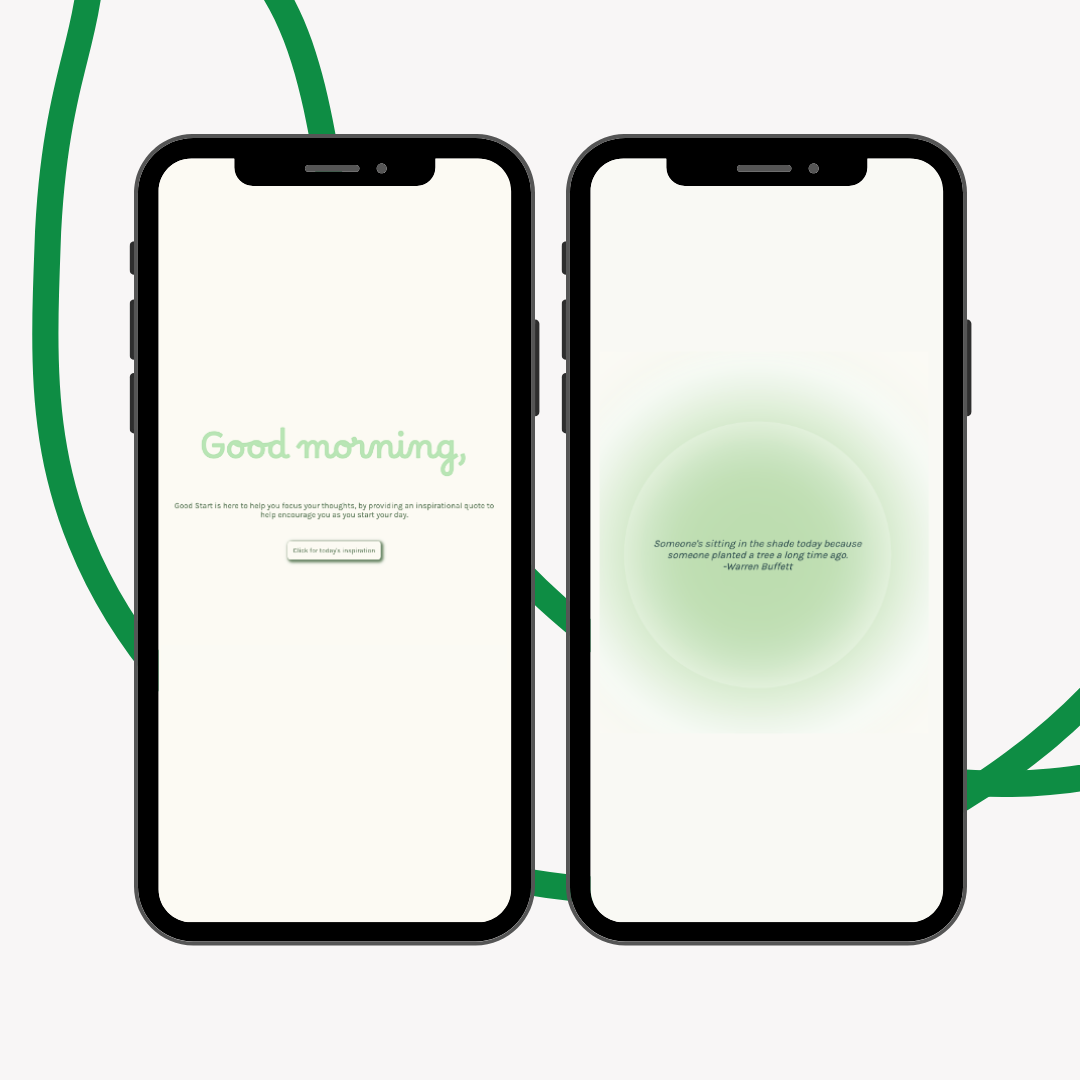 Good morning,
Good Start is here to help you focus your thoughts, by providing an inspirational quote to
help encourage you as you start your day.
Click for today's inspiration
Someone's sitting in the shade today because
someone planted a tree a long time ago.
-Warren Buffett